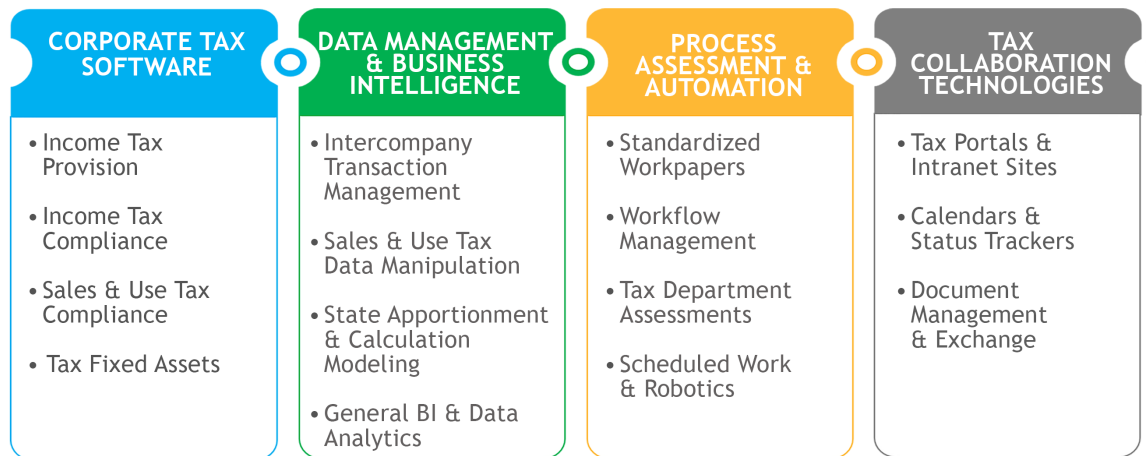 CORPORATE TAX
SOFTWARE
• Income Tax
Provision
• Income Tax
Compliance
• Sales & Use Tax
Compliance
• Tax Fixed Assets
DATA MANAGEMENT
& BUSINESS
INTELLIGENCE
• Intercompany
Transaction
Management
• Sales & Use Tax
Data Manipulation
• State Apportionment
& Calculation
Modeling
• General BI & Data
Analytics
PROCESS
ASSESSMENT &
AUTOMATION
• Standardized
Workpapers
• Workflow
Management
• Tax Department
Assessments
• Scheduled Work
& Robotics
TAX
COLLABORATION
TECHNOLOGIES
• Tax Portals &
Intranet Sites
• Calendars &
Status Trackers
• Document
Management
& Exchange